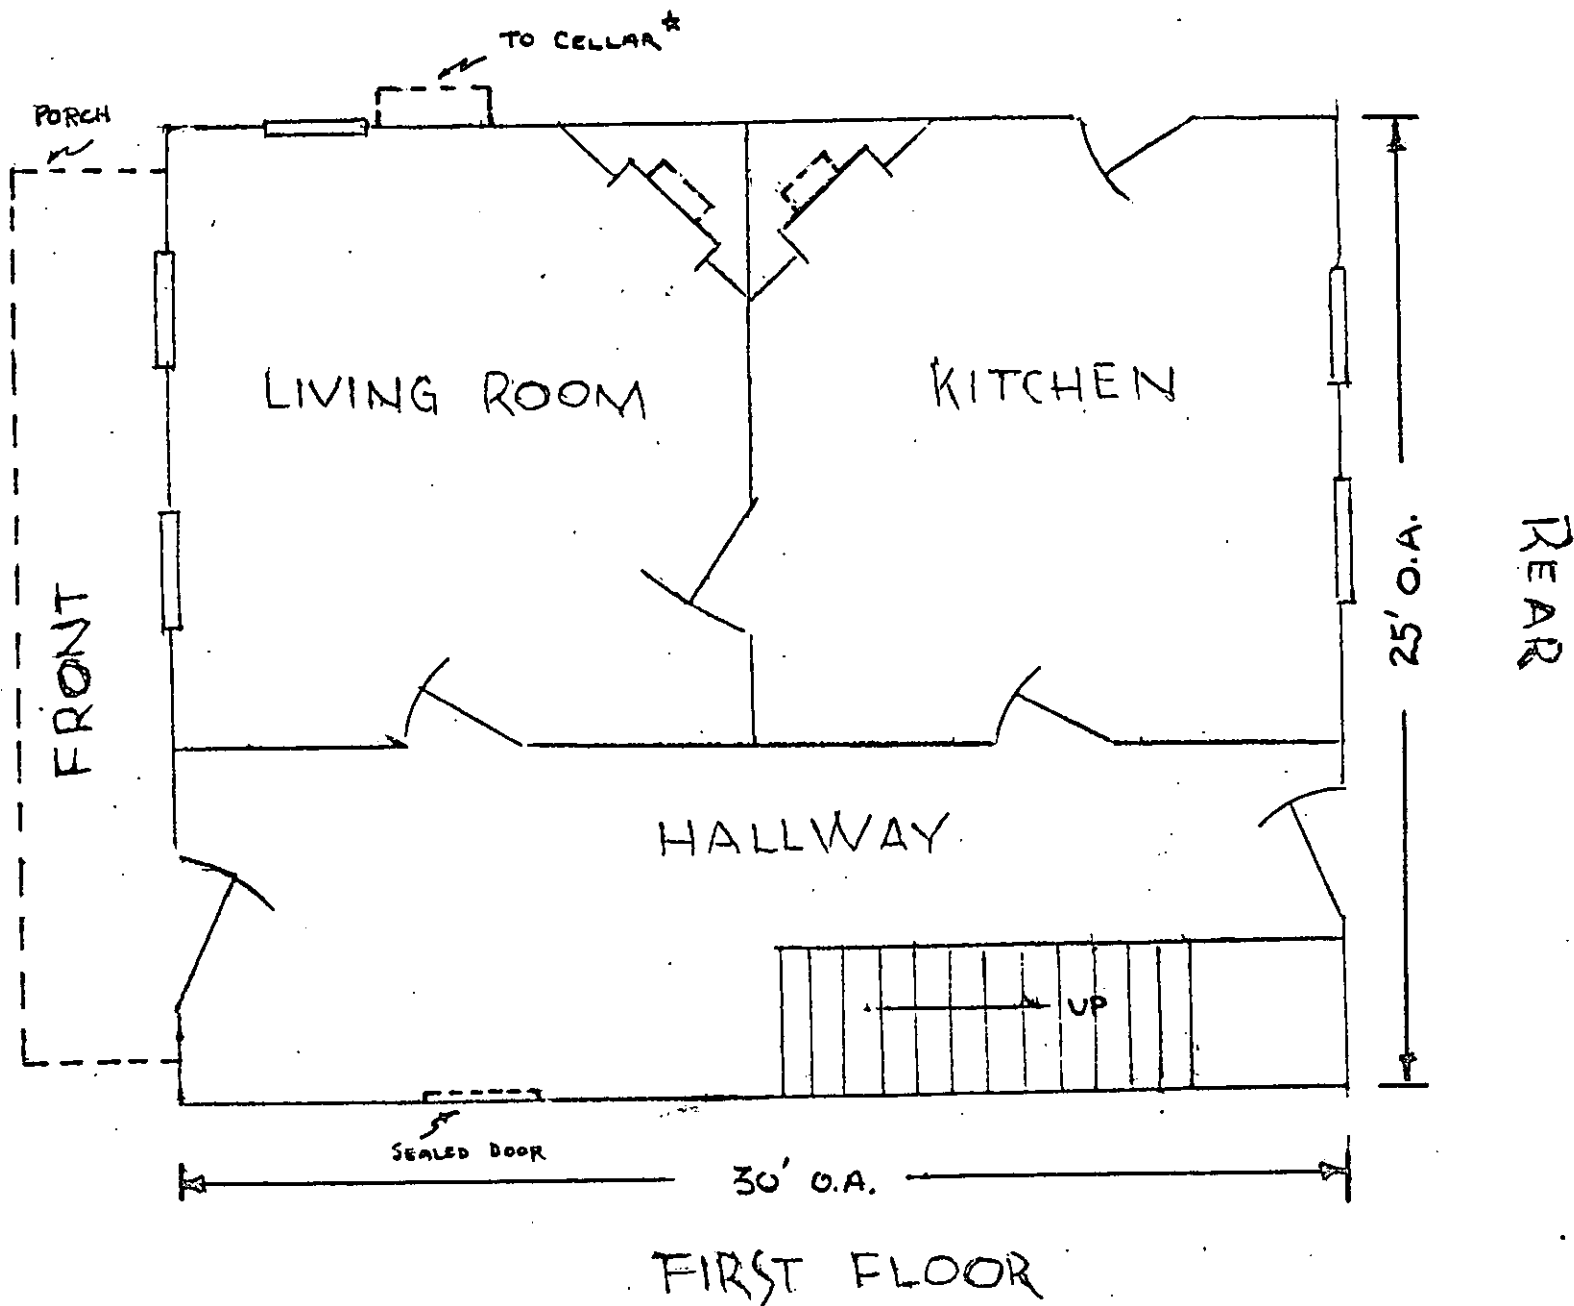 TO CELLAR*
PORCH
LIVING ROOM
KITCHEN
FRONT
25' O.A.
REAR
HALLWAY
UP
SEALED DOOR
30' O.A.
FIRST FLOOR